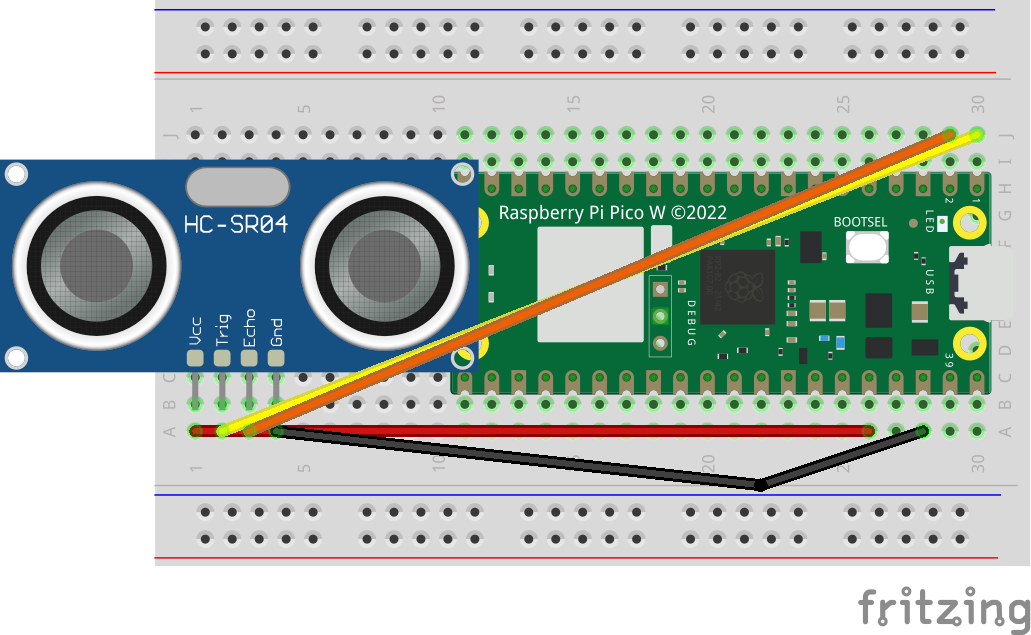 1 5 10 15 20 25 30
J J
I I
H H
G
F F
2 1
HC-SR04
Raspberry Pi Pico W ©2022
BOOTSEL
LED
USB
DEBUG
Vcc Trig Echo Gnd
E
D
39
C C
B B
A A
1 5 10 20 25 30
fritzing